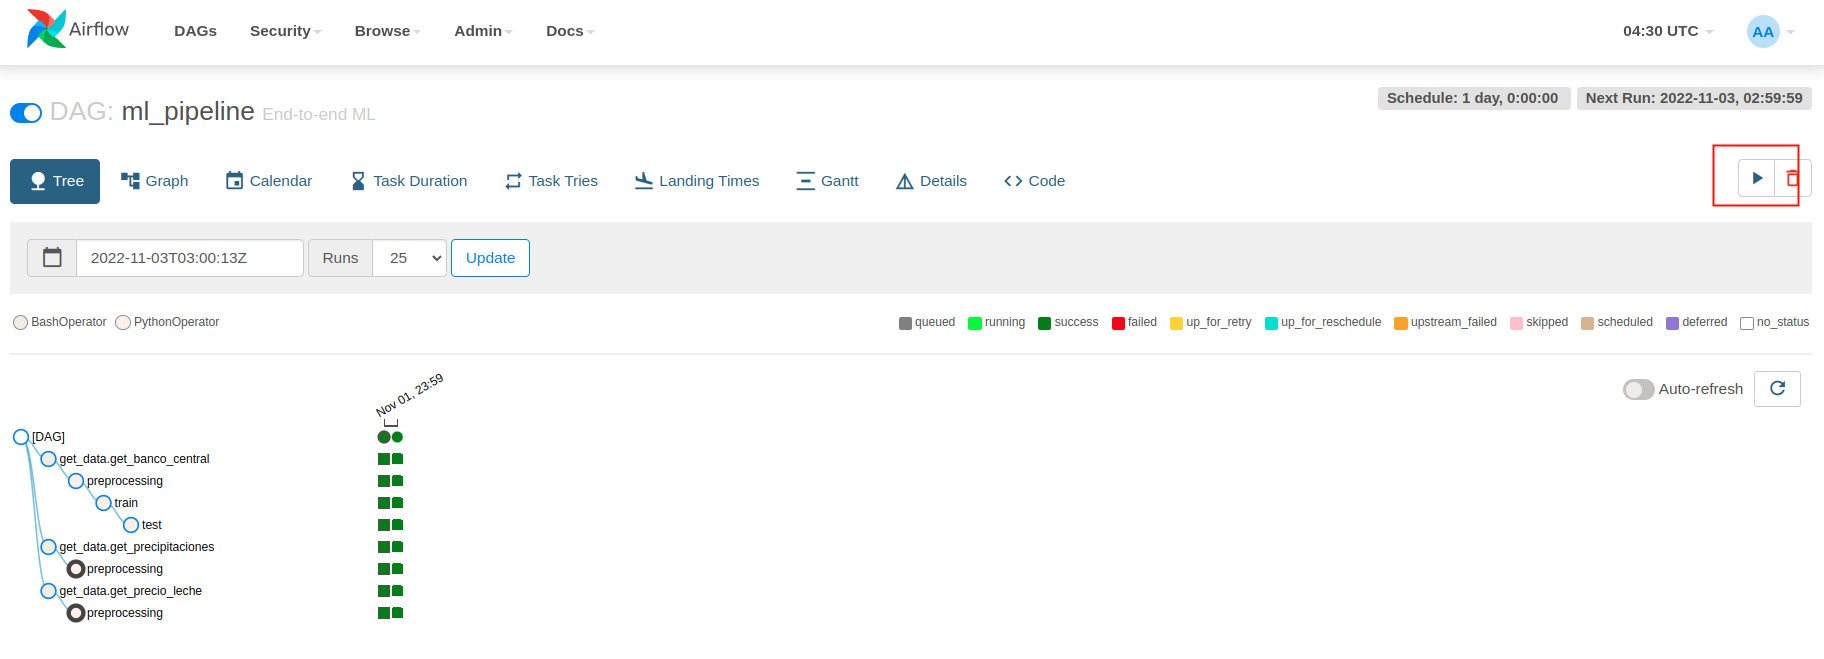 Airflow DAGs Security Browse Admin Docs 04:30 UTC AA
DAG: ml_pipeline End-to-end ML Schedule: 1 day, 0:00:00 Next Run: 2022-11-03, 02:59:59
Tree Graph Calendar Task Duration Task Tries Landing Times Gantt Details Code
2022-11-03T03:00:13Z Runs 25 Update
BashOperator PythonOperator queued running success failed up_for_retry up_for_reschedule upstream_failed skipped scheduled deferred no_status
Auto-refresh
Nov 01, 23:59
[DAG]
get_data.get_banco_central
preprocessing
train
test
get_data.get_precipitaciones
preprocessing
get_data.get_precio_leche
preprocessing